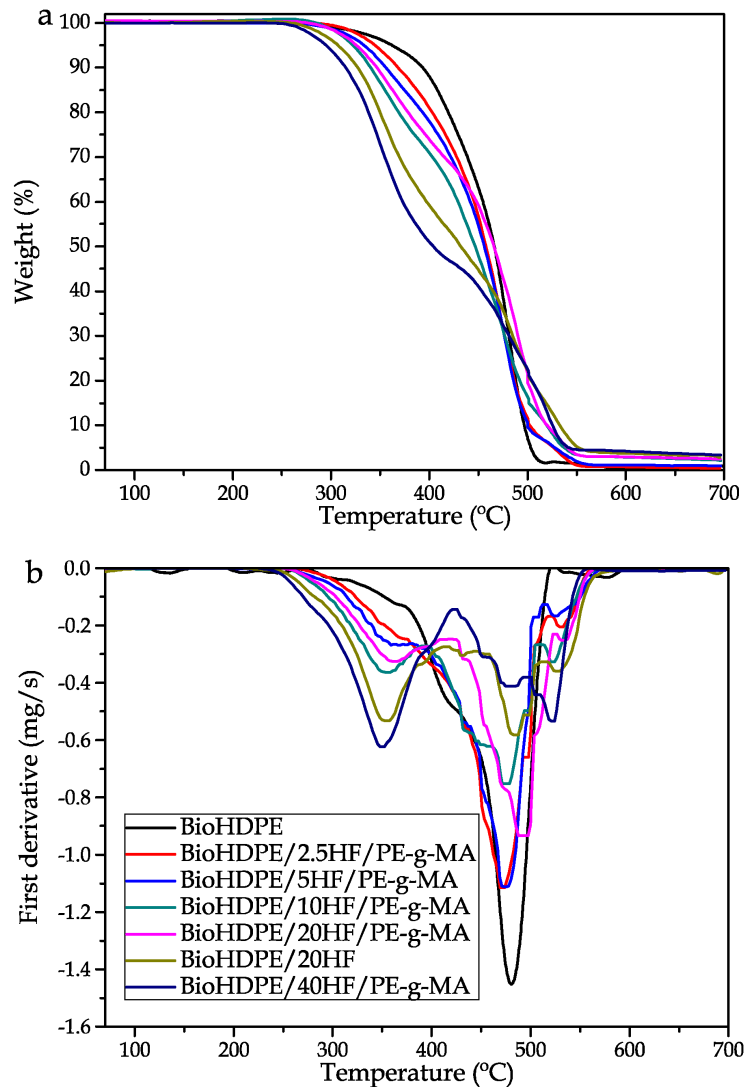 a
100
90
80
70
60
50
40
30
20
10
0
Weight (%)
100
200
300
400
500
600
700
Temperature (ºC)
b
0.0
-0.2
-0.4
-0.6
-0.8
-1.0
-1.2
-1.4
-1.6
First derivative (mg/s)
BioHDPE
BioHDPE/2.5HF/PE-g-MA
BioHDPE/5HF/PE-g-MA
BioHDPE/10HF/PE-g-MA
BioHDPE/20HF/PE-g-MA
BioHDPE/20HF
BioHDPE/40HF/PE-g-MA
100
200
300
400
500
600
700
Temperature (ºC)